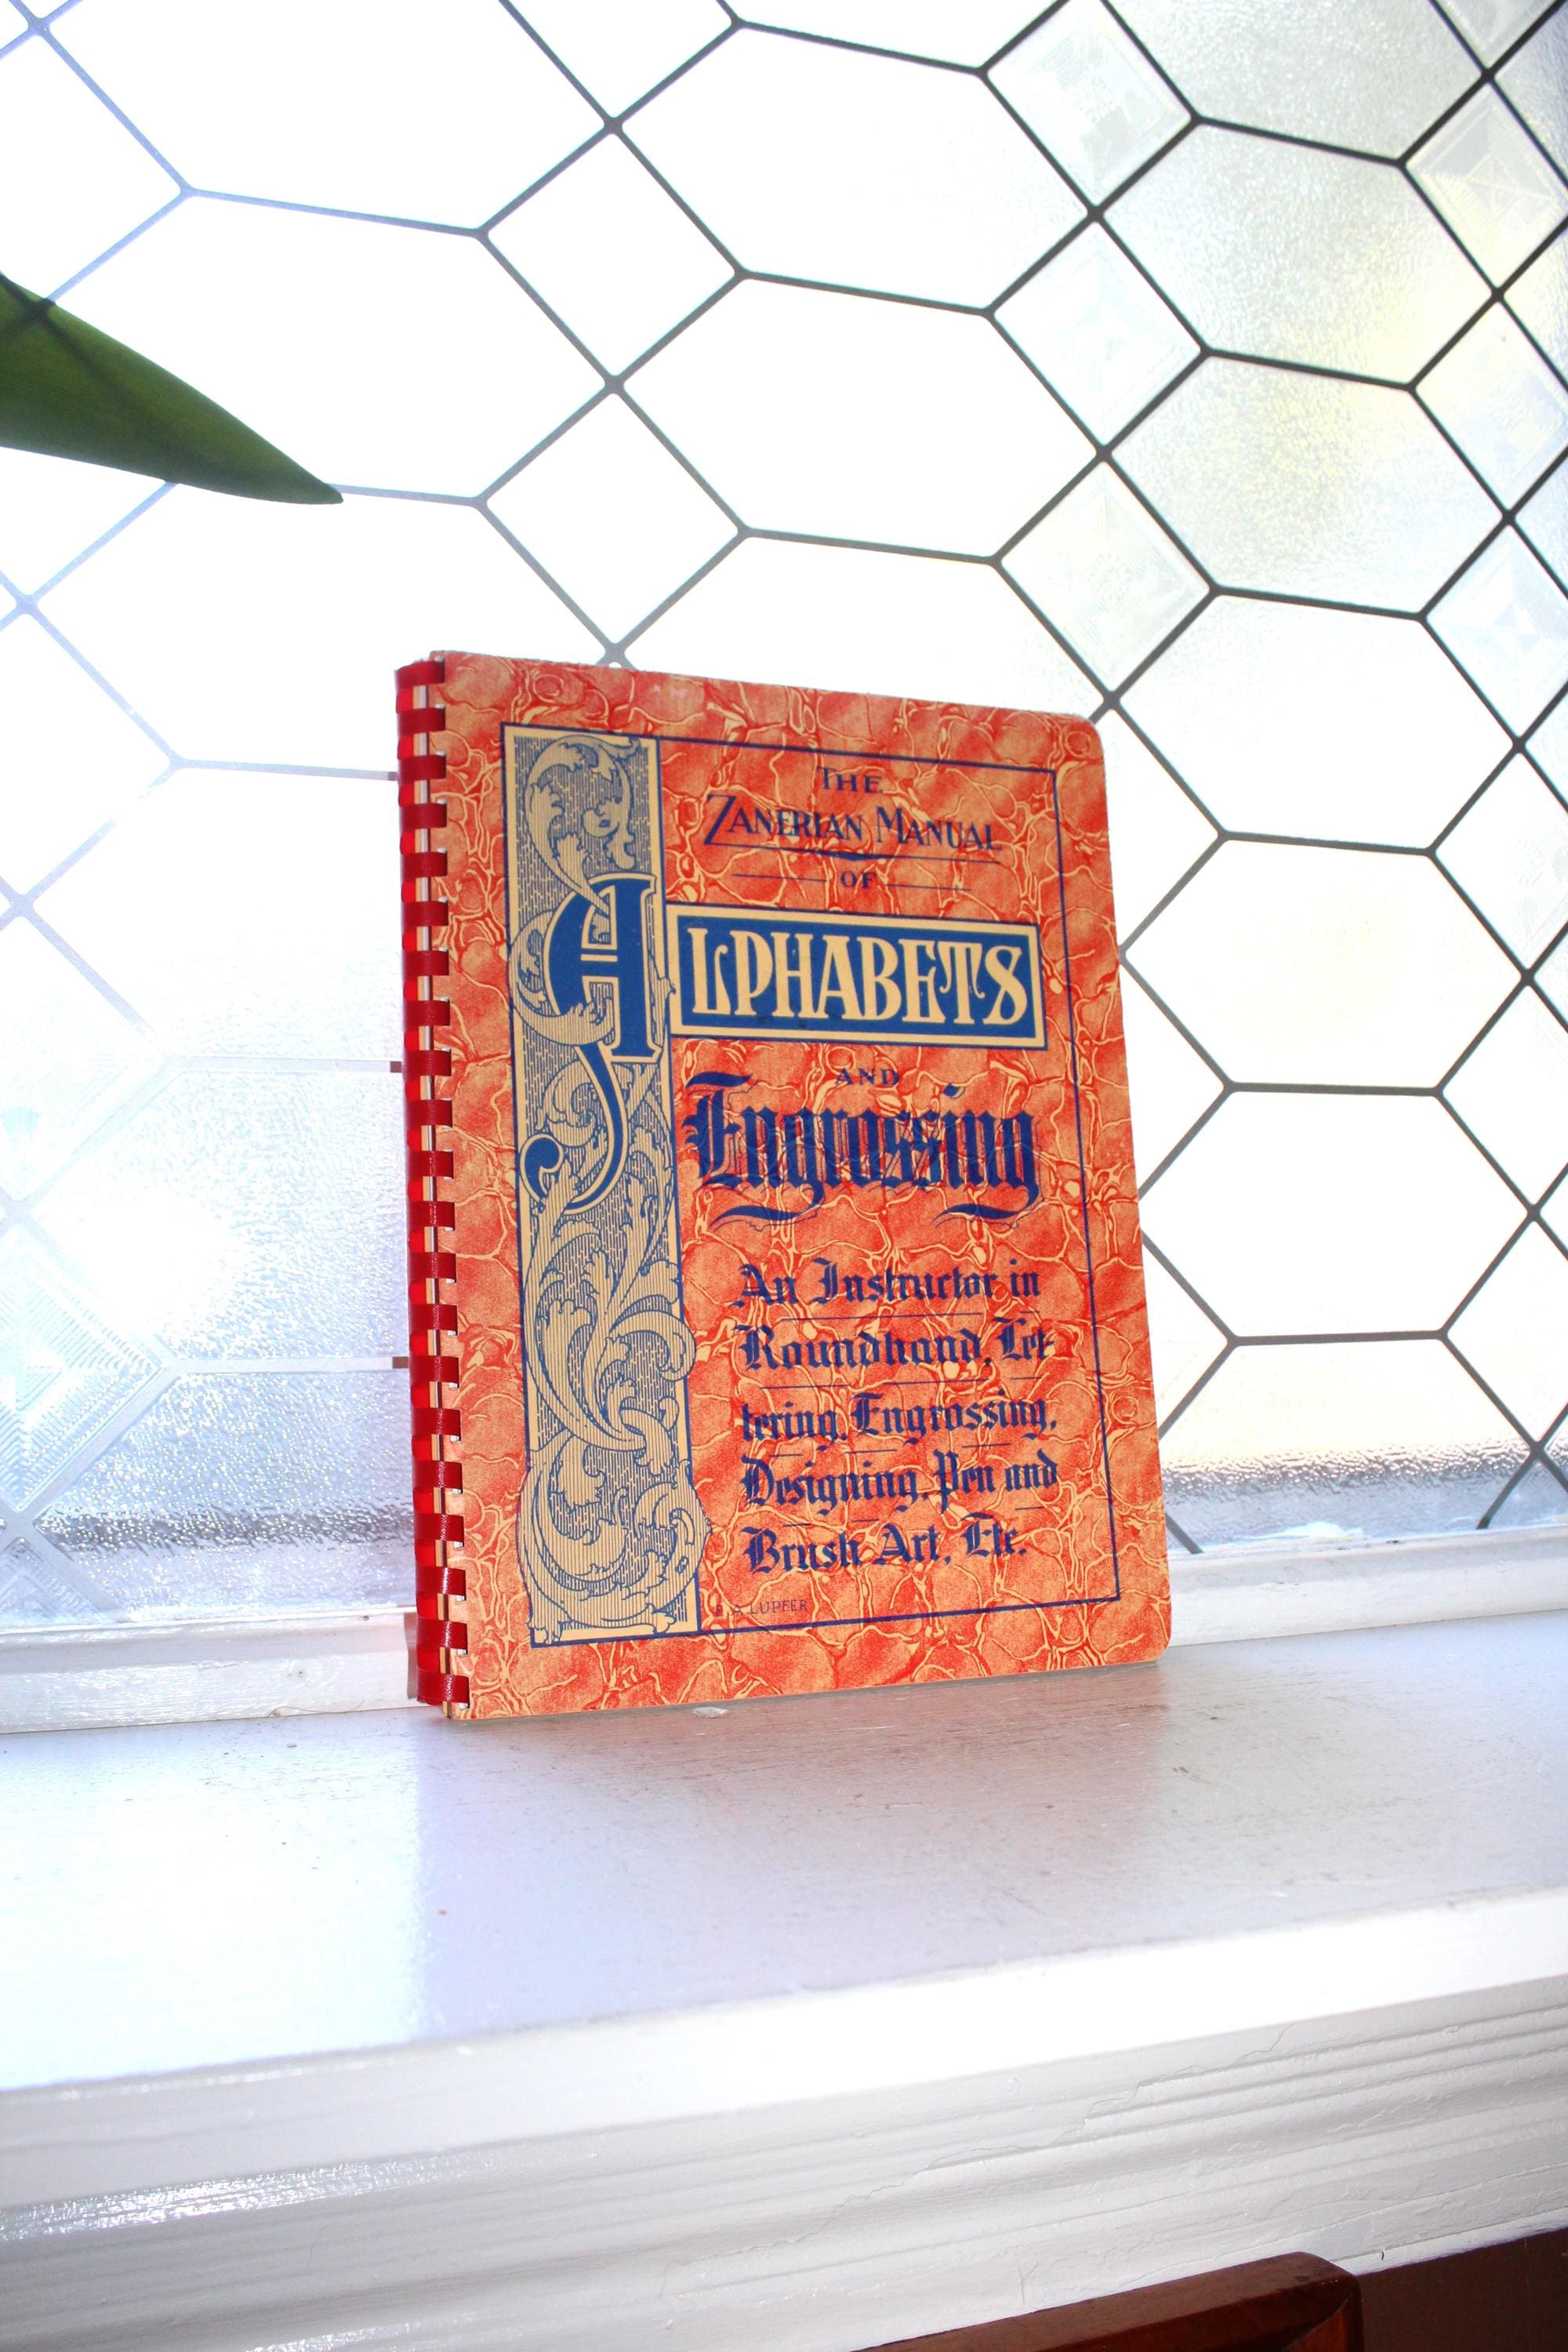 THE
ZANERIAN MANUAL
OF
ALPHABETS
AND
Engrossing
An Instructor in
Roundhand, Let-
tering, Engrossing,
Designing, Pen and
Brush Art, Etc.
E. A. LUPFER